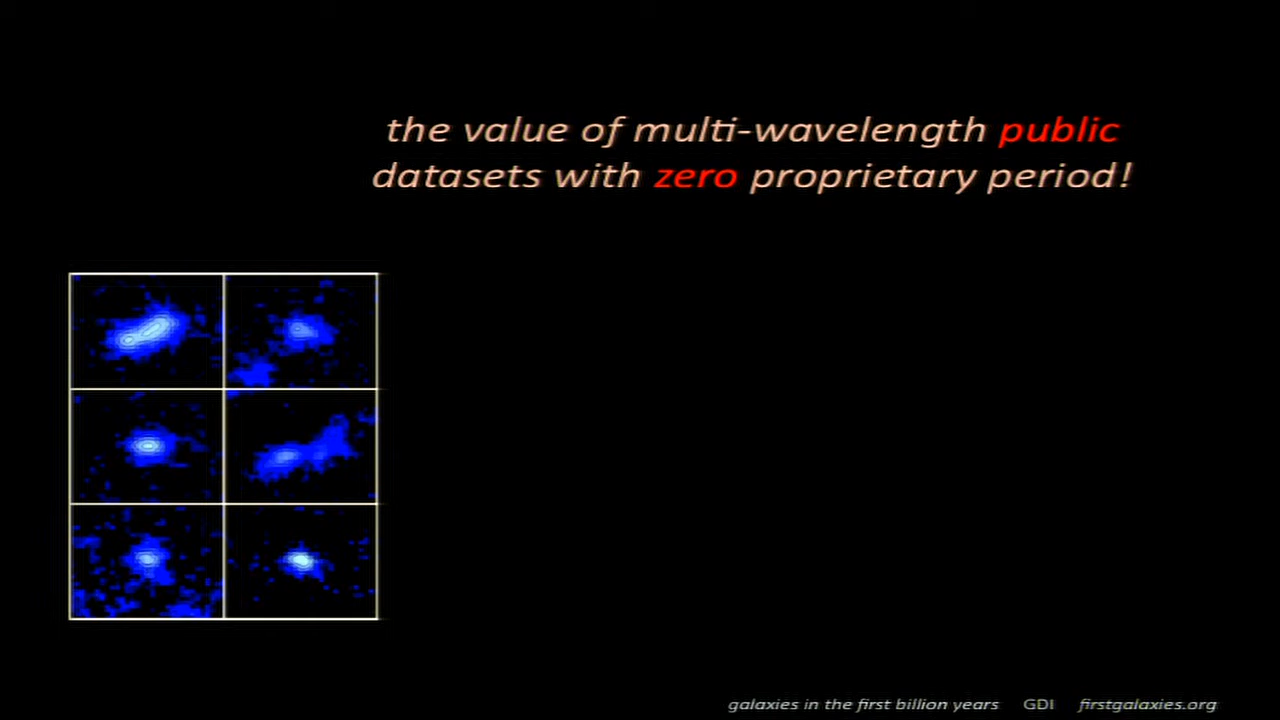 the value of multi-wavelength public
datasets with zero proprietary period!
galaxies in the first billion years GDI firstgalaxies.org